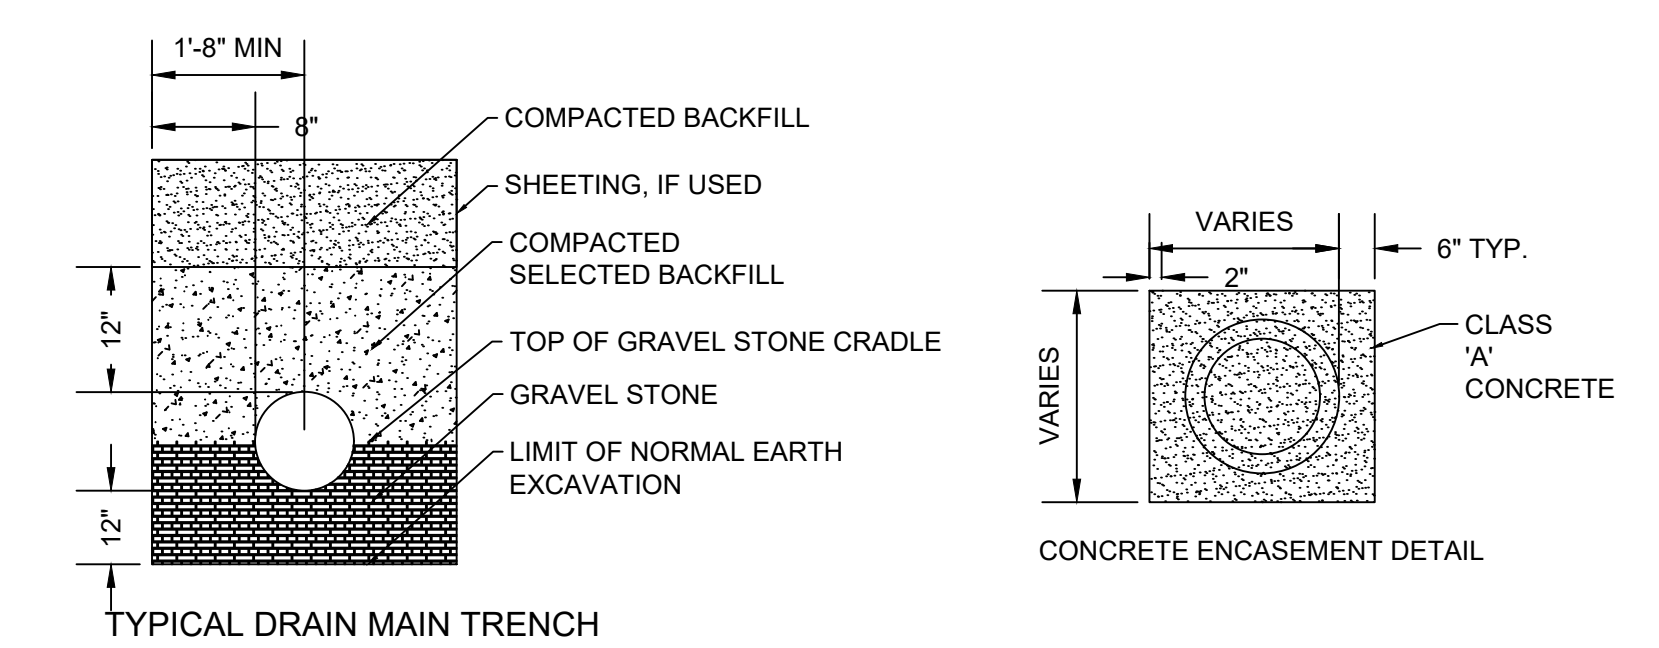 1'-8" MIN
8"
COMPACTED BACKFILL
SHEETING, IF USED
COMPACTED
SELECTED BACKFILL
12"
TOP OF GRAVEL STONE CRADLE
GRAVEL STONE
LIMIT OF NORMAL EARTH
EXCAVATION
12"
TYPICAL DRAIN MAIN TRENCH
VARIES
6" TYP.
2"
CLASS
'A'
CONCRETE
VARIES
CONCRETE ENCASEMENT DETAIL